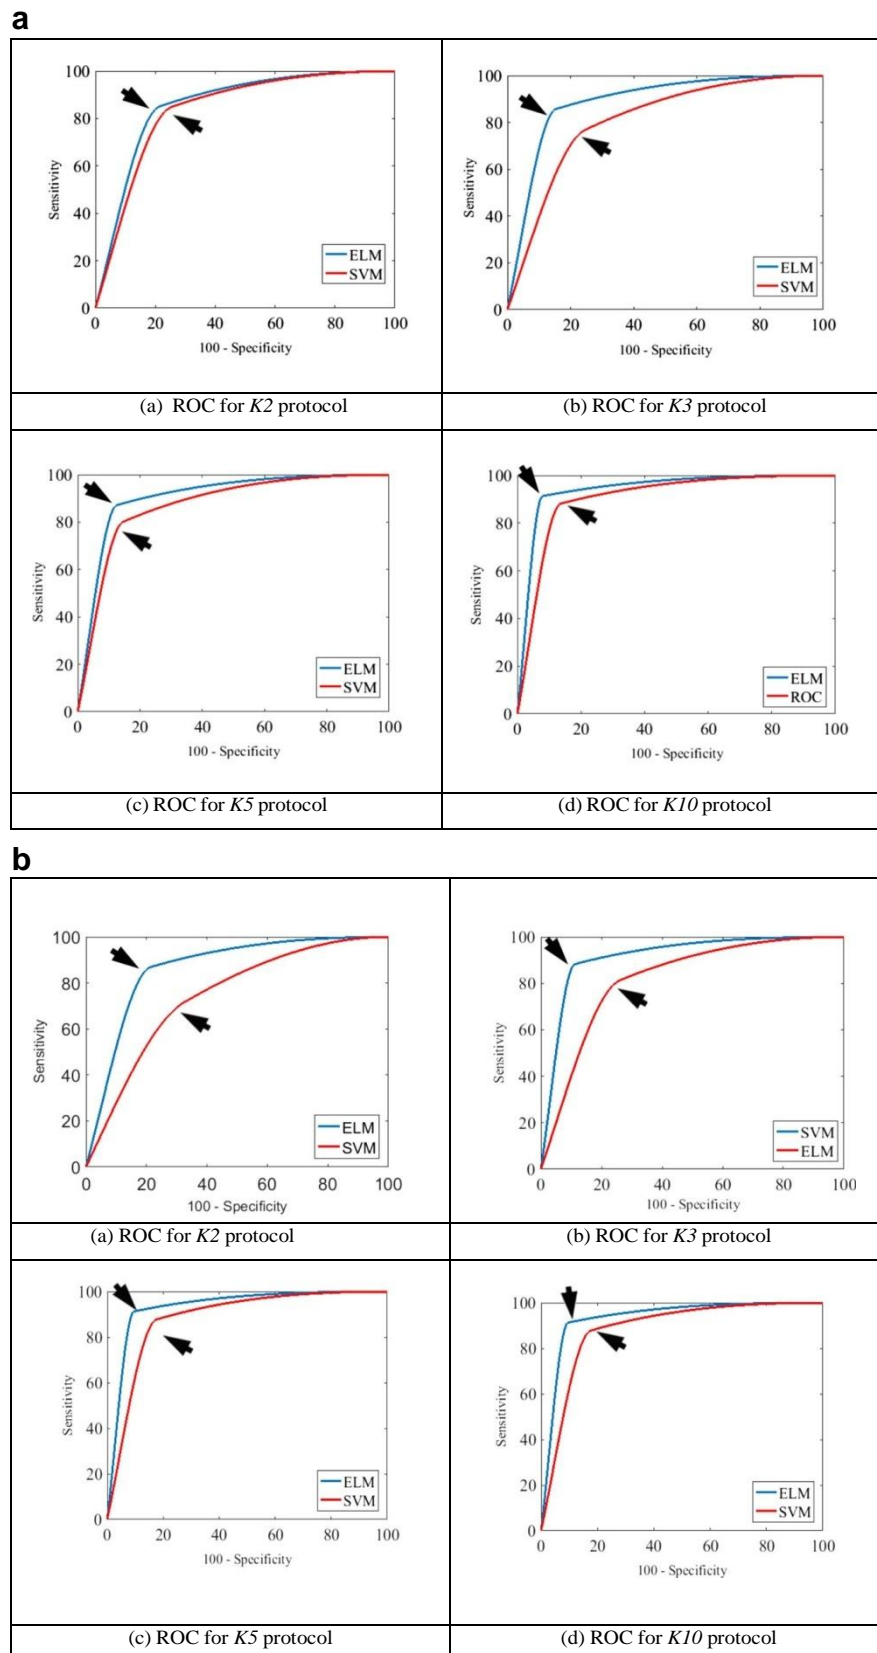 a
100
80
60
40
20
0
Sensitivity
ELM
SVM
0 20 40 60 80 100
100 - Specificity
100
80
60
40
20
0
Sensitivity
ELM
SVM
0 20 40 60 80 100
100 - Specificity
(a) ROC for K2 protocol
(b) ROC for K3 protocol
100
80
60
40
20
0
Sensitivity
ELM
SVM
0 20 40 60 80 100
100 - Specificity
100
80
60
40
20
0
Sensitivity
ELM
ROC
0 20 40 60 80 100
100 - Specificity
(c) ROC for K5 protocol
(d) ROC for K10 protocol
b
100
80
60
40
20
0
Sensitivity
ELM
SVM
0 20 40 60 80 100
100 - Specificity
100
80
60
40
20
0
Sensitivity
SVM
ELM
0 20 40 60 80 100
100 - Specificity
(a) ROC for K2 protocol
(b) ROC for K3 protocol
100
80
60
40
20
0
Sensitivity
ELM
SVM
0 20 40 60 80 100
100 - Specificity
100
80
60
40
20
0
Sensitivity
ELM
SVM
0 20 40 60 80 100
100 - Specificity
(c) ROC for K5 protocol
(d) ROC for K10 protocol